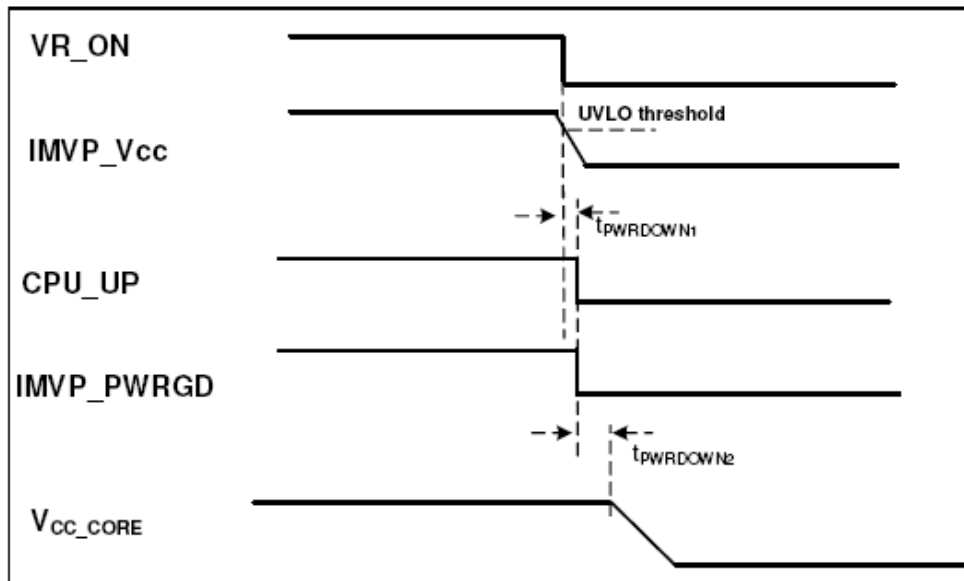 VR_ON
UVLO threshold
IMVP_Vcc
tPWRDOWN1
CPU_UP
IMVP_PWRGD
tPWRDOWN2
VCC_CORE